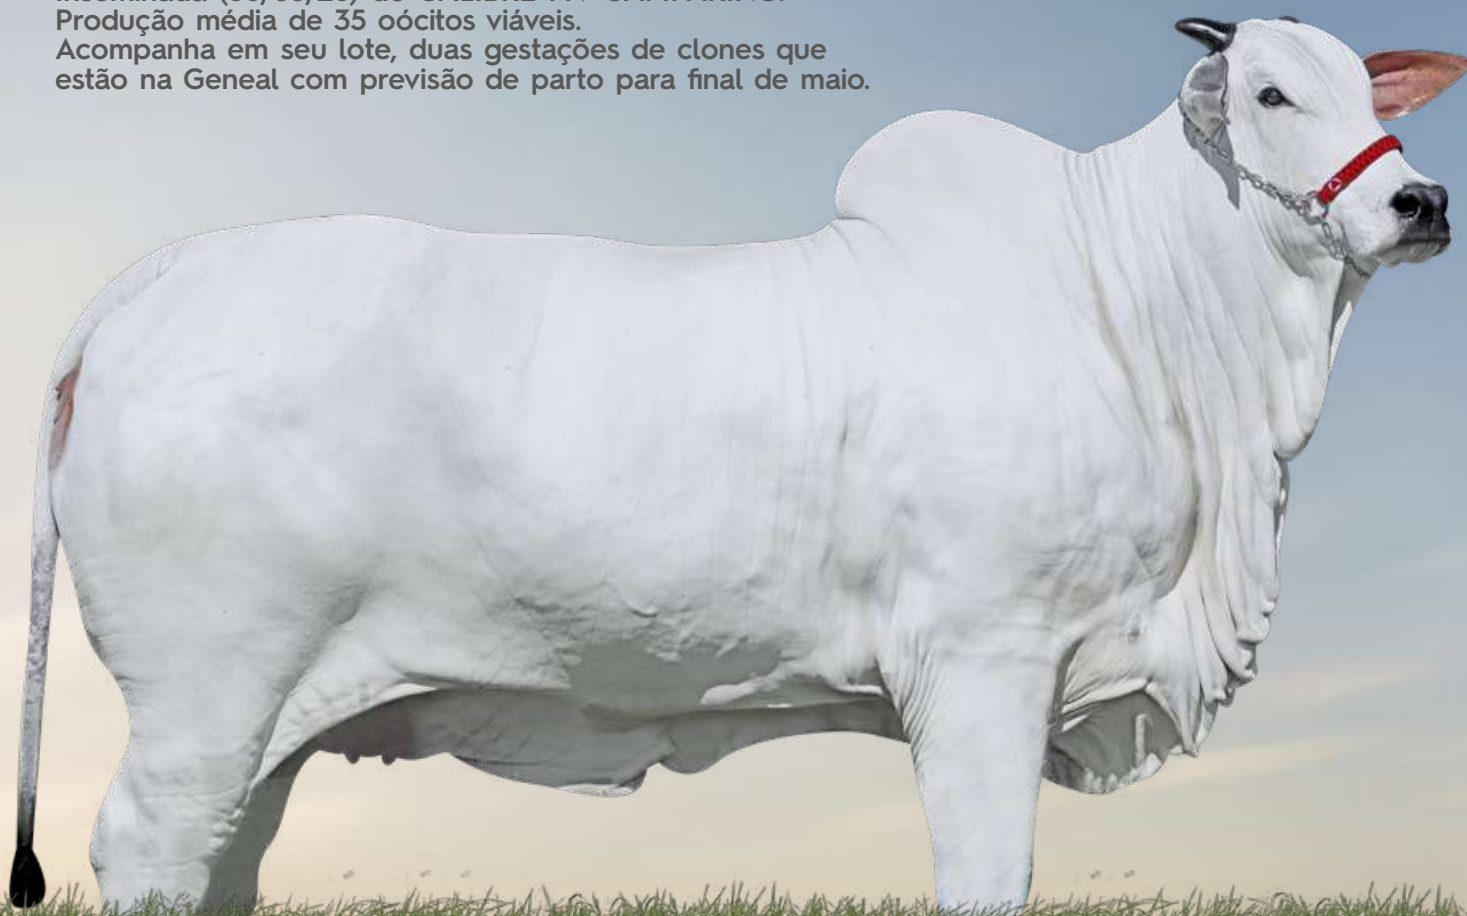 Produção média de 35 oócitos viáveis.
Acompanha em seu lote, duas gestações de clones que
estão na Geneal com previsão de parto para final de maio.